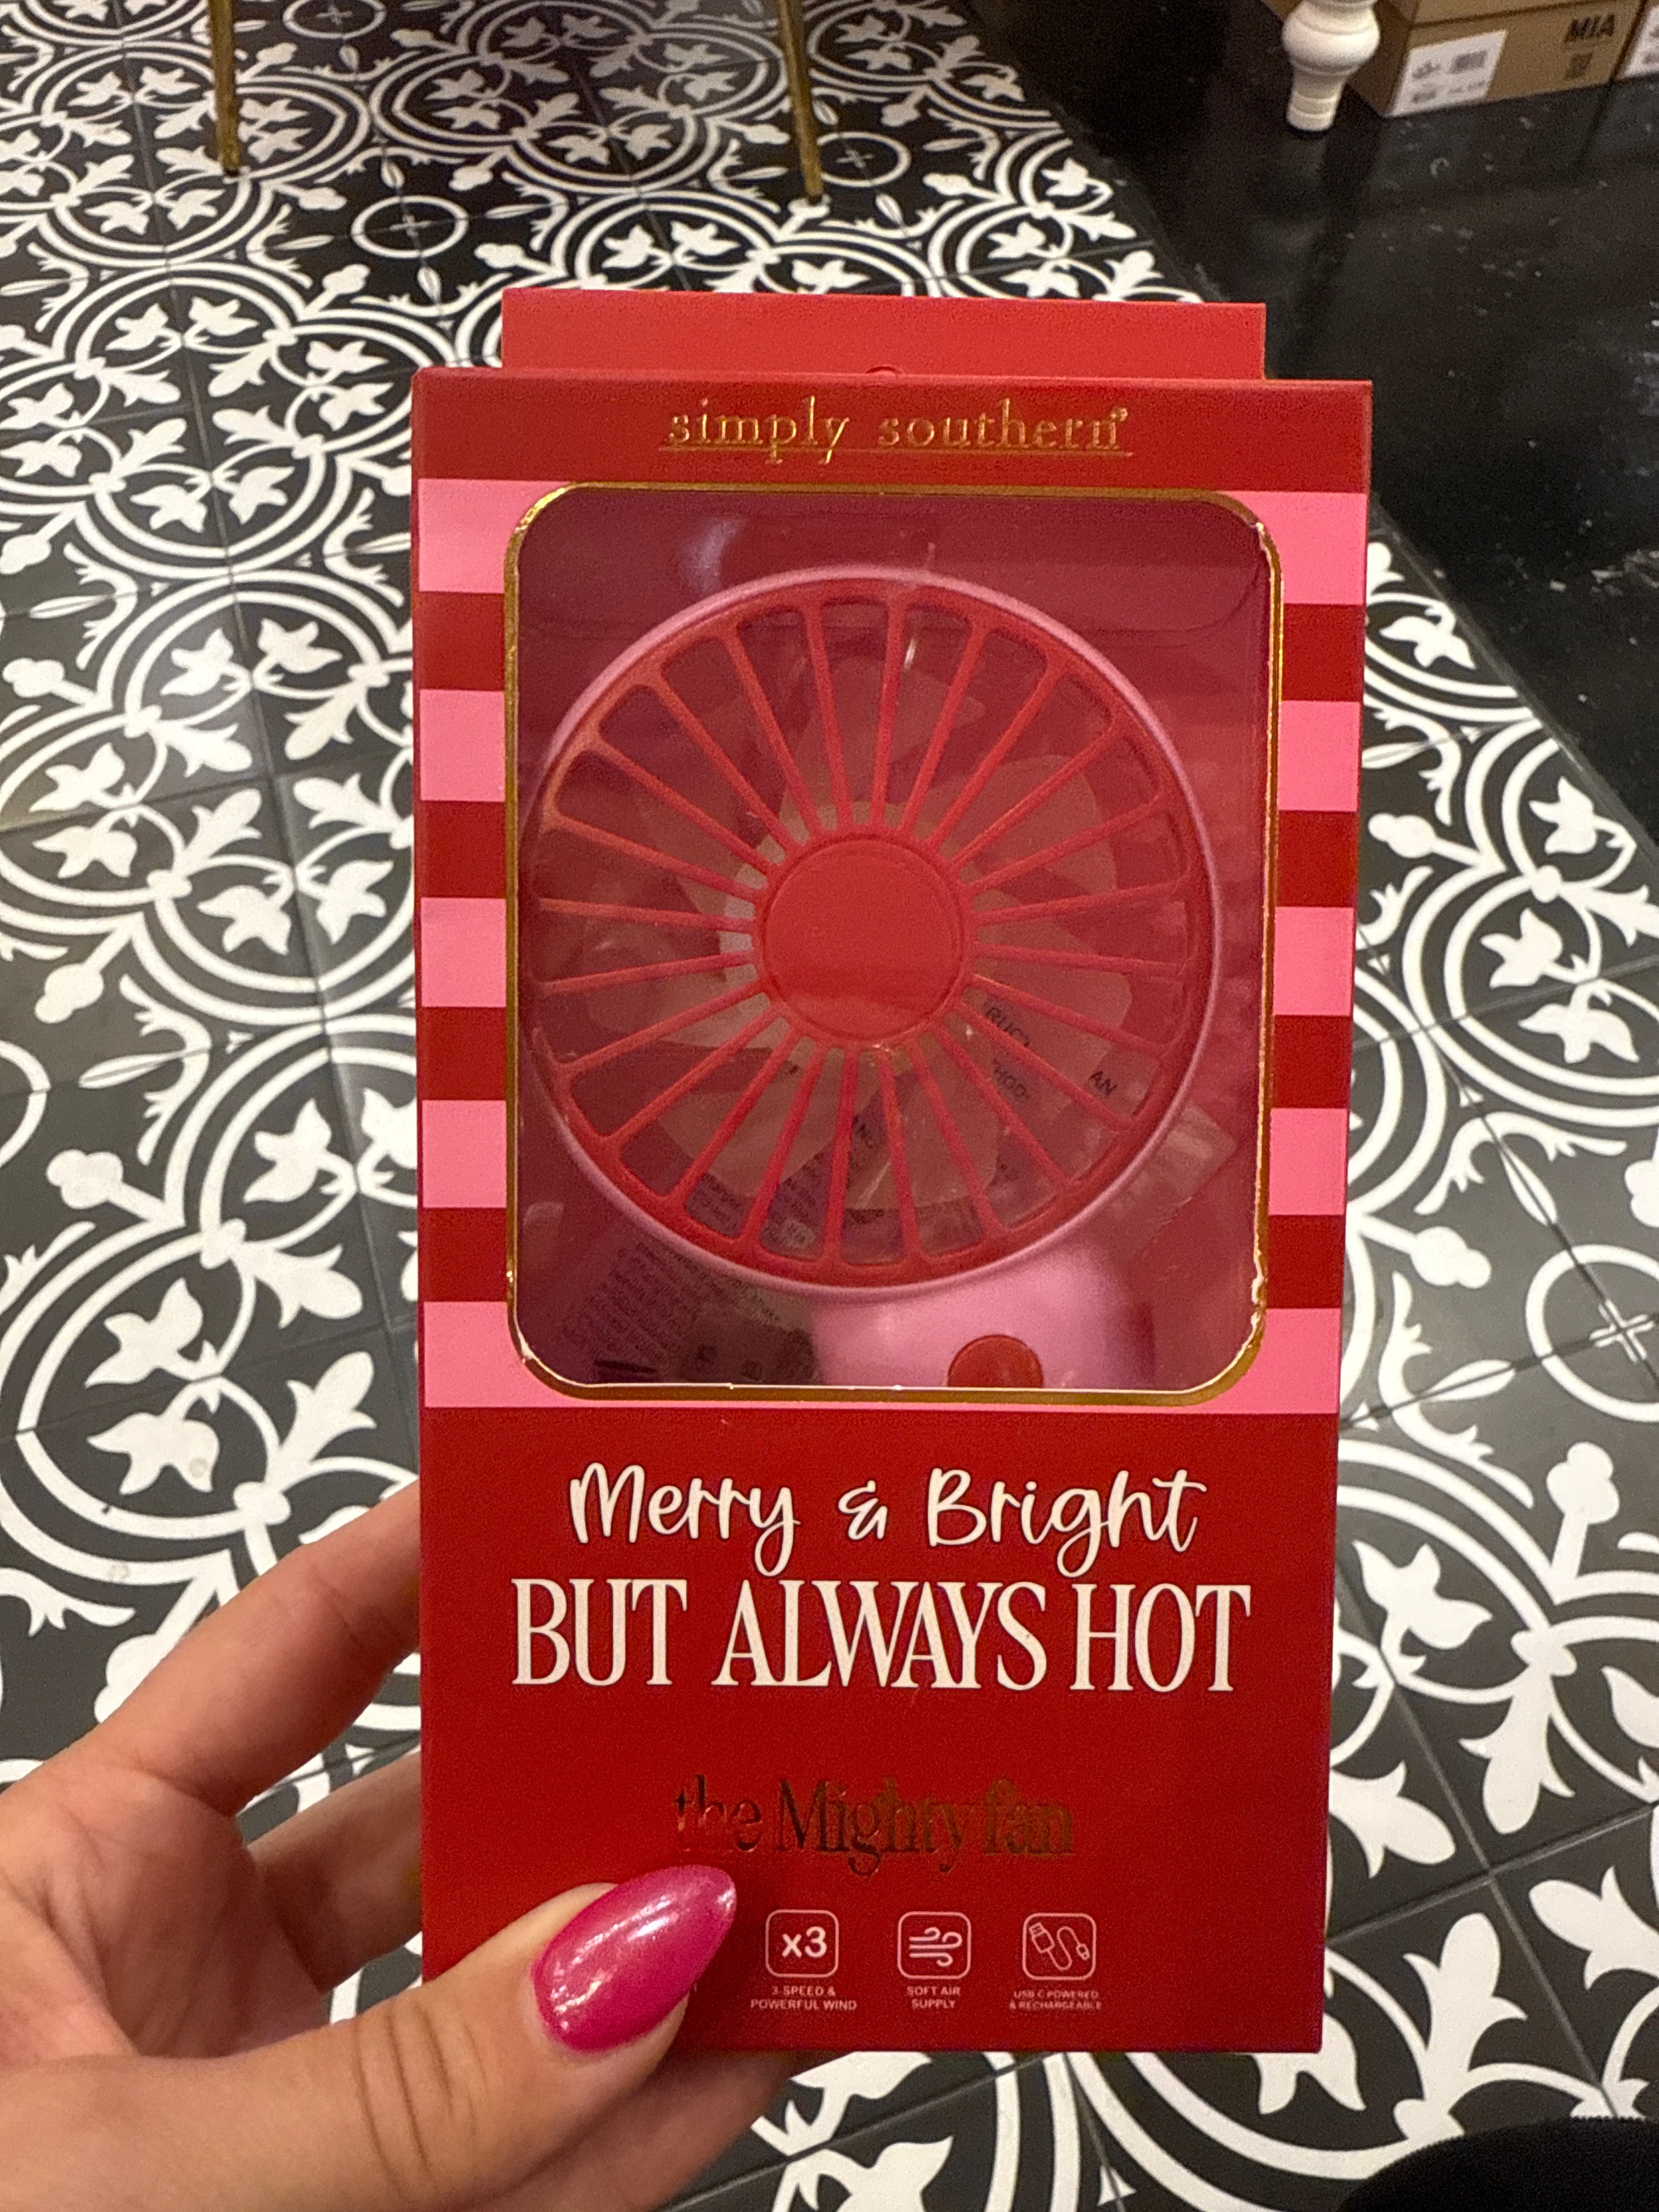 MIA
simply southern®
AN
Merry & Bright
BUT ALWAYS HOT
the Mighty fan
x3
3-SPEED &
POWERFUL WIND
SOFT AIR
SUPPLY
USB C POWERED
& RECHARGEABLE